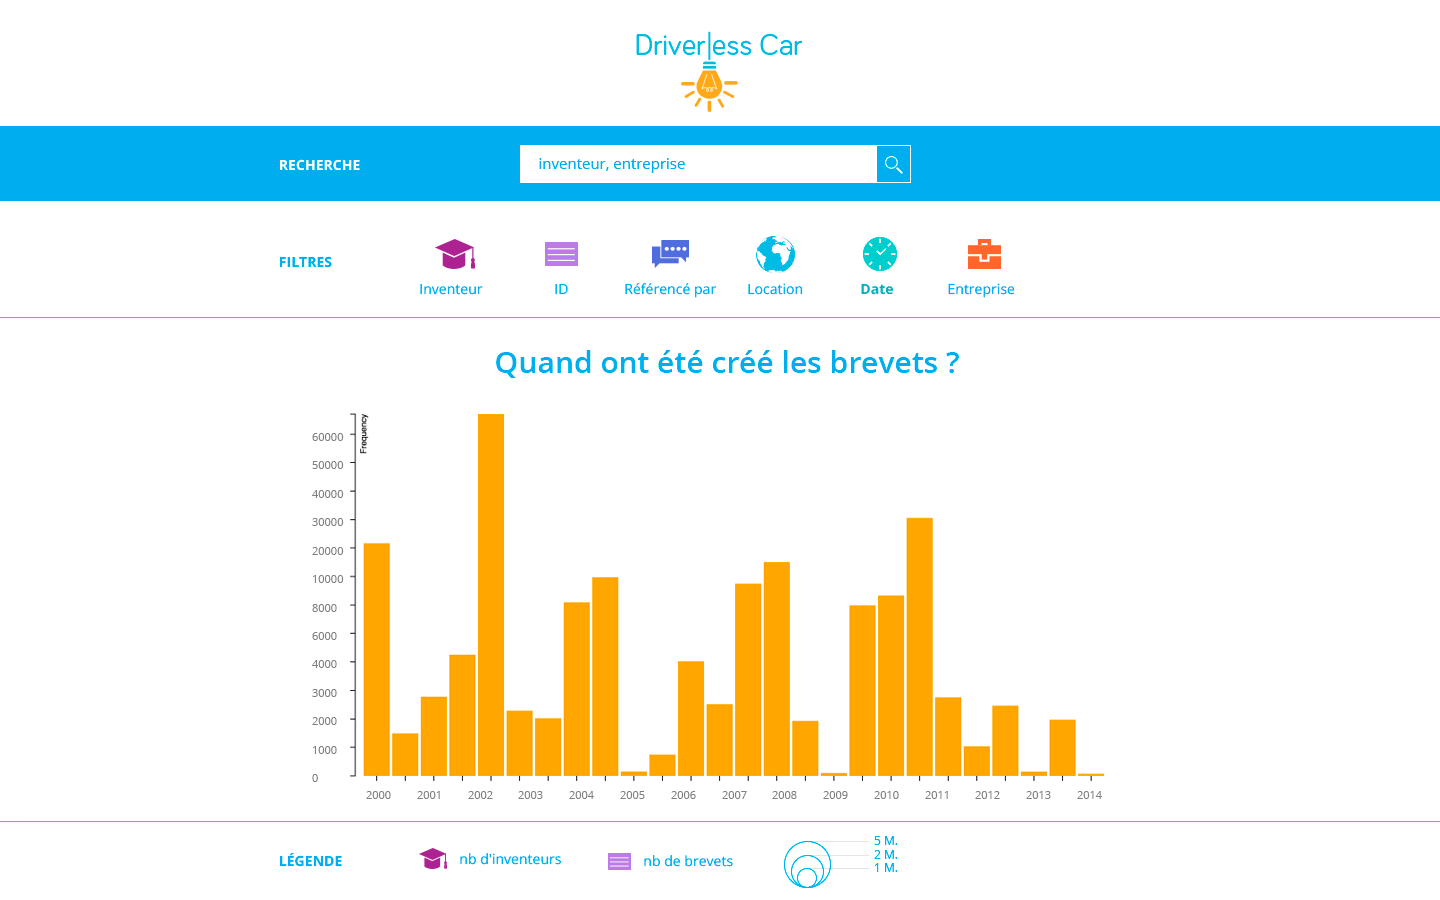 Driverless Car
RECHERCHE
inventeur, entreprise
FILTRES
Inventeur
ID
Référencé par
Location
Date
Entreprise
Quand ont été créé les brevets ?
Frequency
60000
50000
40000
30000
20000
10000
8000
6000
4000
3000
2000
1000
0
2000 2001 2002 2003 2004 2005 2006 2007 2008 2009 2010 2011 2012 2013 2014
LÉGENDE
nb d'inventeurs
nb de brevets
5 M.
2 M.
1 M.